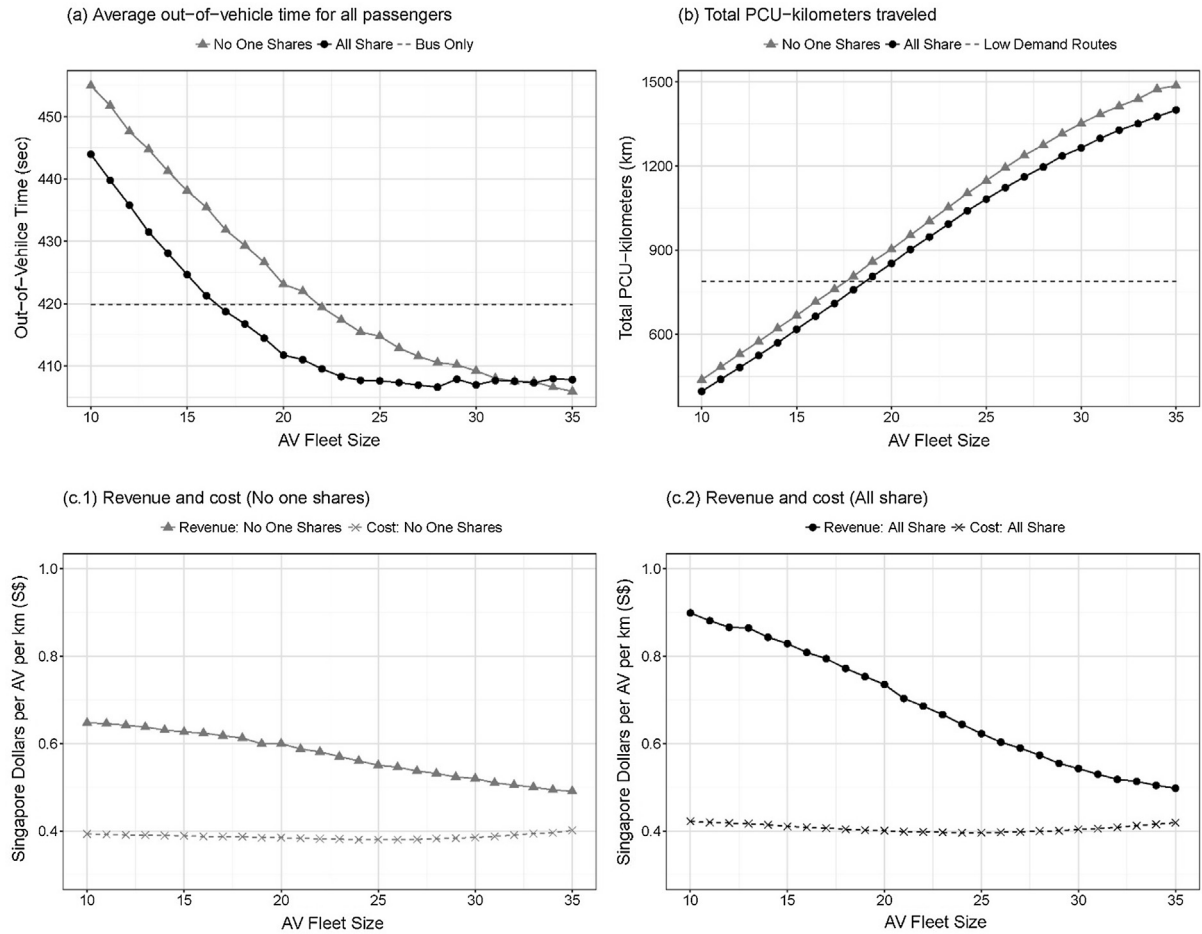 (a) Average out−of−vehicle time for all passengers
No One Shares All Share Bus Only
Out−of−Vehilce Time (sec)
450
440
430
420
410
10 15 20 25 30 35
AV Fleet Size
(b) Total PCU−kilometers traveled
No One Shares All Share Low Demand Routes
Total PCU−kilometers (km)
1500
1200
900
600
10 15 20 25 30 35
AV Fleet Size
(c.1) Revenue and cost (No one shares)
Revenue: No One Shares Cost: No One Shares
Singapore Dollars per AV per km (S$)
1.0
0.8
0.6
0.4
10 15 20 25 30 35
AV Fleet Size
(c.2) Revenue and cost (All share)
Revenue: All Share Cost: All Share
Singapore Dollars per AV per km (S$)
1.0
0.8
0.6
0.4
10 15 20 25 30 35
AV Fleet Size